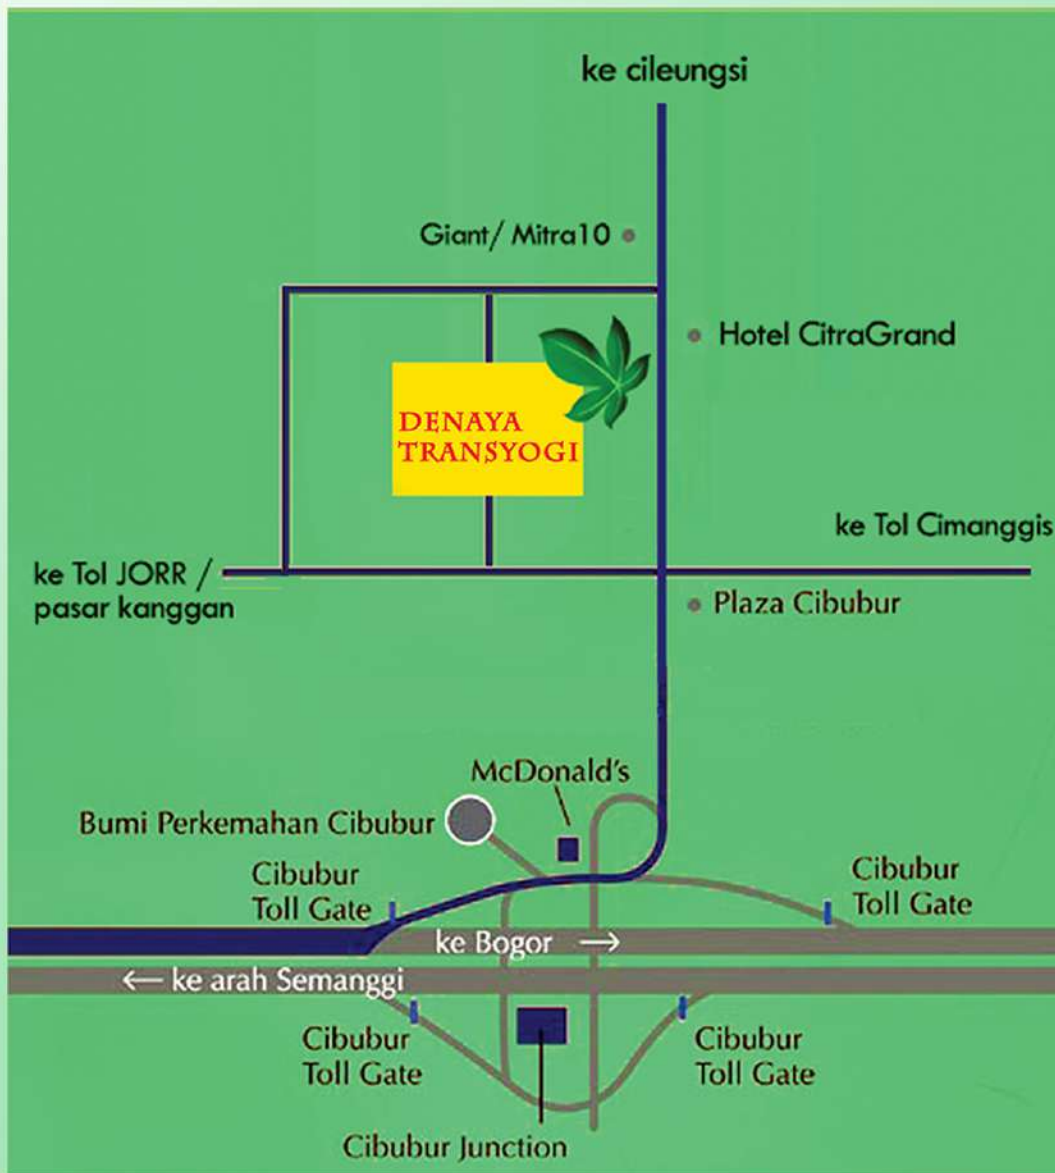 ke cileungsi
Giant/ Mitra10
Hotel CitraGrand
DENAYA
TRANSYOGI
ke Tol Cimanggis
ke Tol JORR /
pasar kanggan
Plaza Cibubur
McDonald's
Bumi Perkemahan Cibubur
Cibubur
Toll Gate
Cibubur
Toll Gate
ke Bogor →
← ke arah Semanggi
Cibubur
Toll Gate
Cibubur
Toll Gate
Cibubur Junction